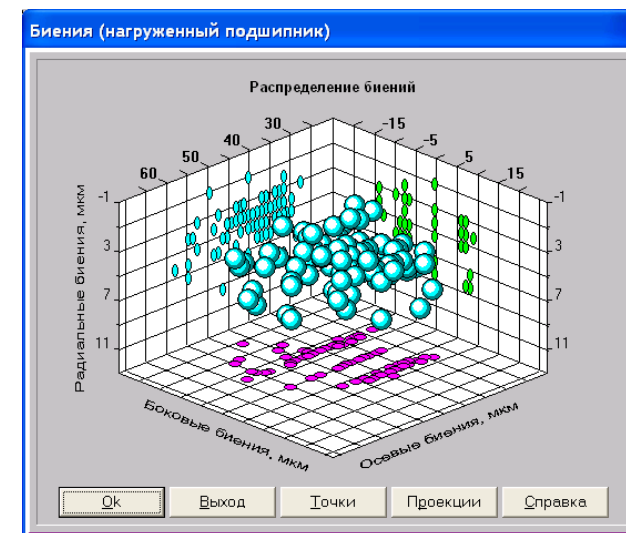 Биения (нагруженный подшипник)
Распределение биений
60 50 40 30 -15 -5 5 15
-1 -1
3 3
7 7
11 11
Радиальные биения, мкм
Боковые биения, мкм
Осевые биения, мкм
Ok Выход Точки Проекции Справка